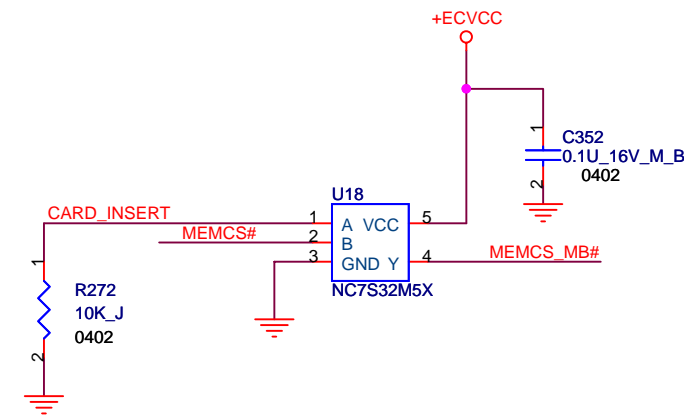 +ECVCC
1
C352
0.1U_16V_M_B
0402
2
U18
CARD_INSERT
1
A VCC
5
MEMCS#
2
B
3
GND Y
4
MEMCS_MB#
NC7S32M5X
1
R272
10K_J
0402
2